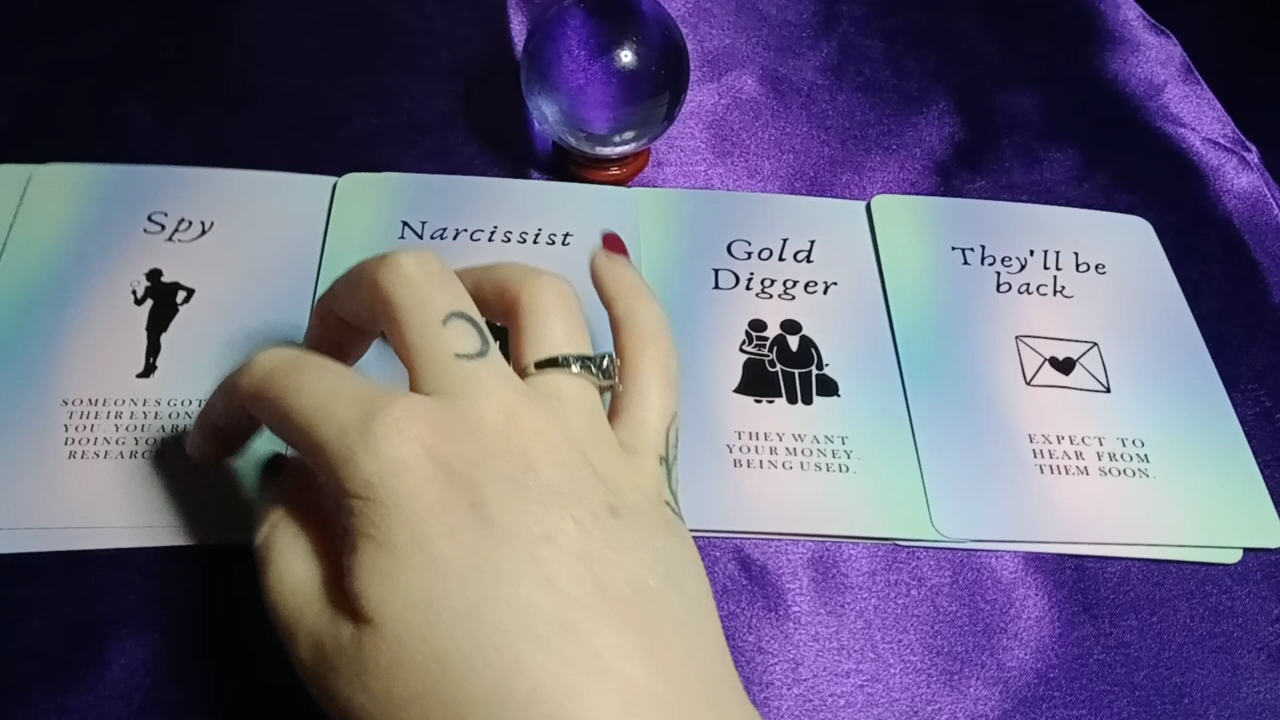 Spy
SOMEONES GOT
THEIR EYE ON
YOU. YOU ARE
DOING
RESEARCH
Narcissist
Gold
Digger
THEY WANT
YOUR MONEY.
BEING USED.
They'll be
back
EXPECT TO
HEAR FROM
THEM SOON.